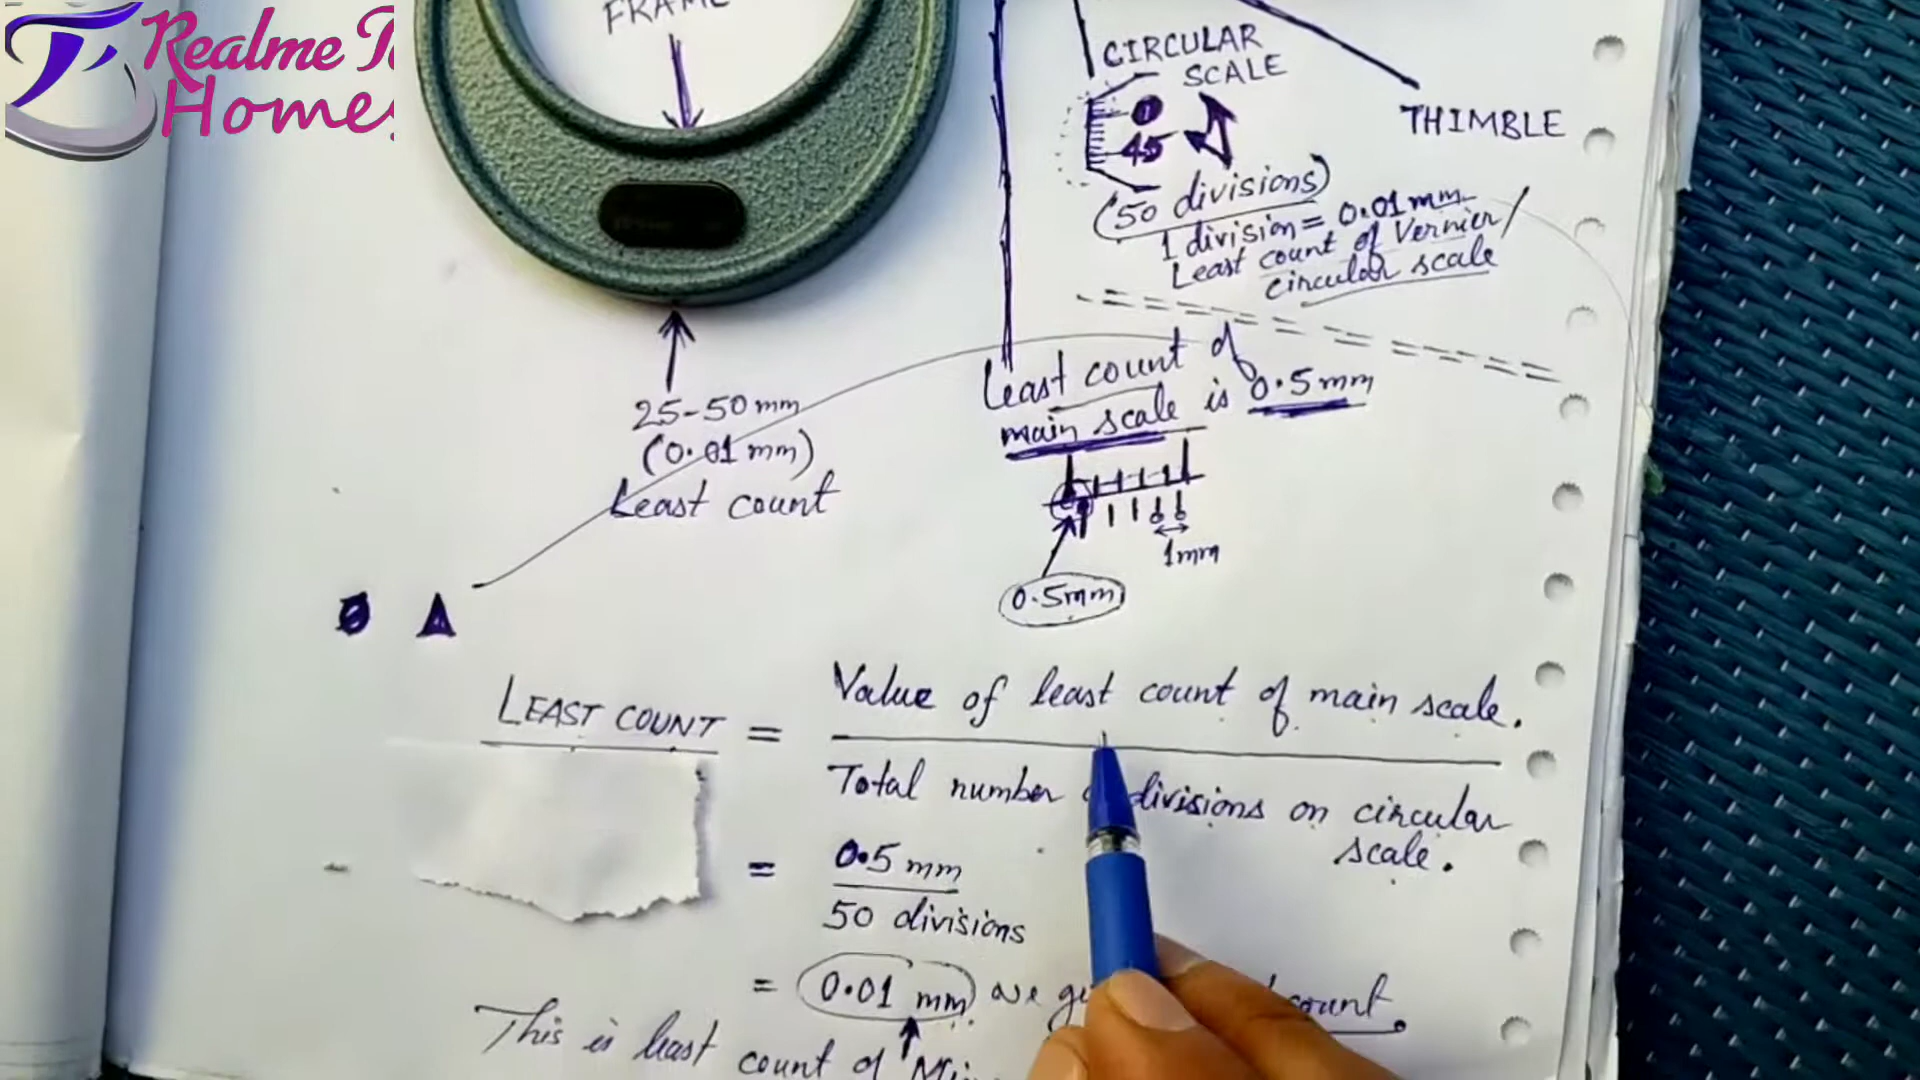 Realme T
Homes
FRAME
CIRCULAR
SCALE
0
45
THIMBLE
(50 divisions)
1 division = 0.01 mm
Least count of Vernier/
circular scale
25-50 mm
(0.01 mm)
Least count
Least count of
main scale is 0.5 mm
1mm
0.5mm
LEAST COUNT = Value of least count of main scale.
Total number divisions on circular
scale.
= 0.5 mm
50 divisions
= 0.01 mm we count.
This is least count of